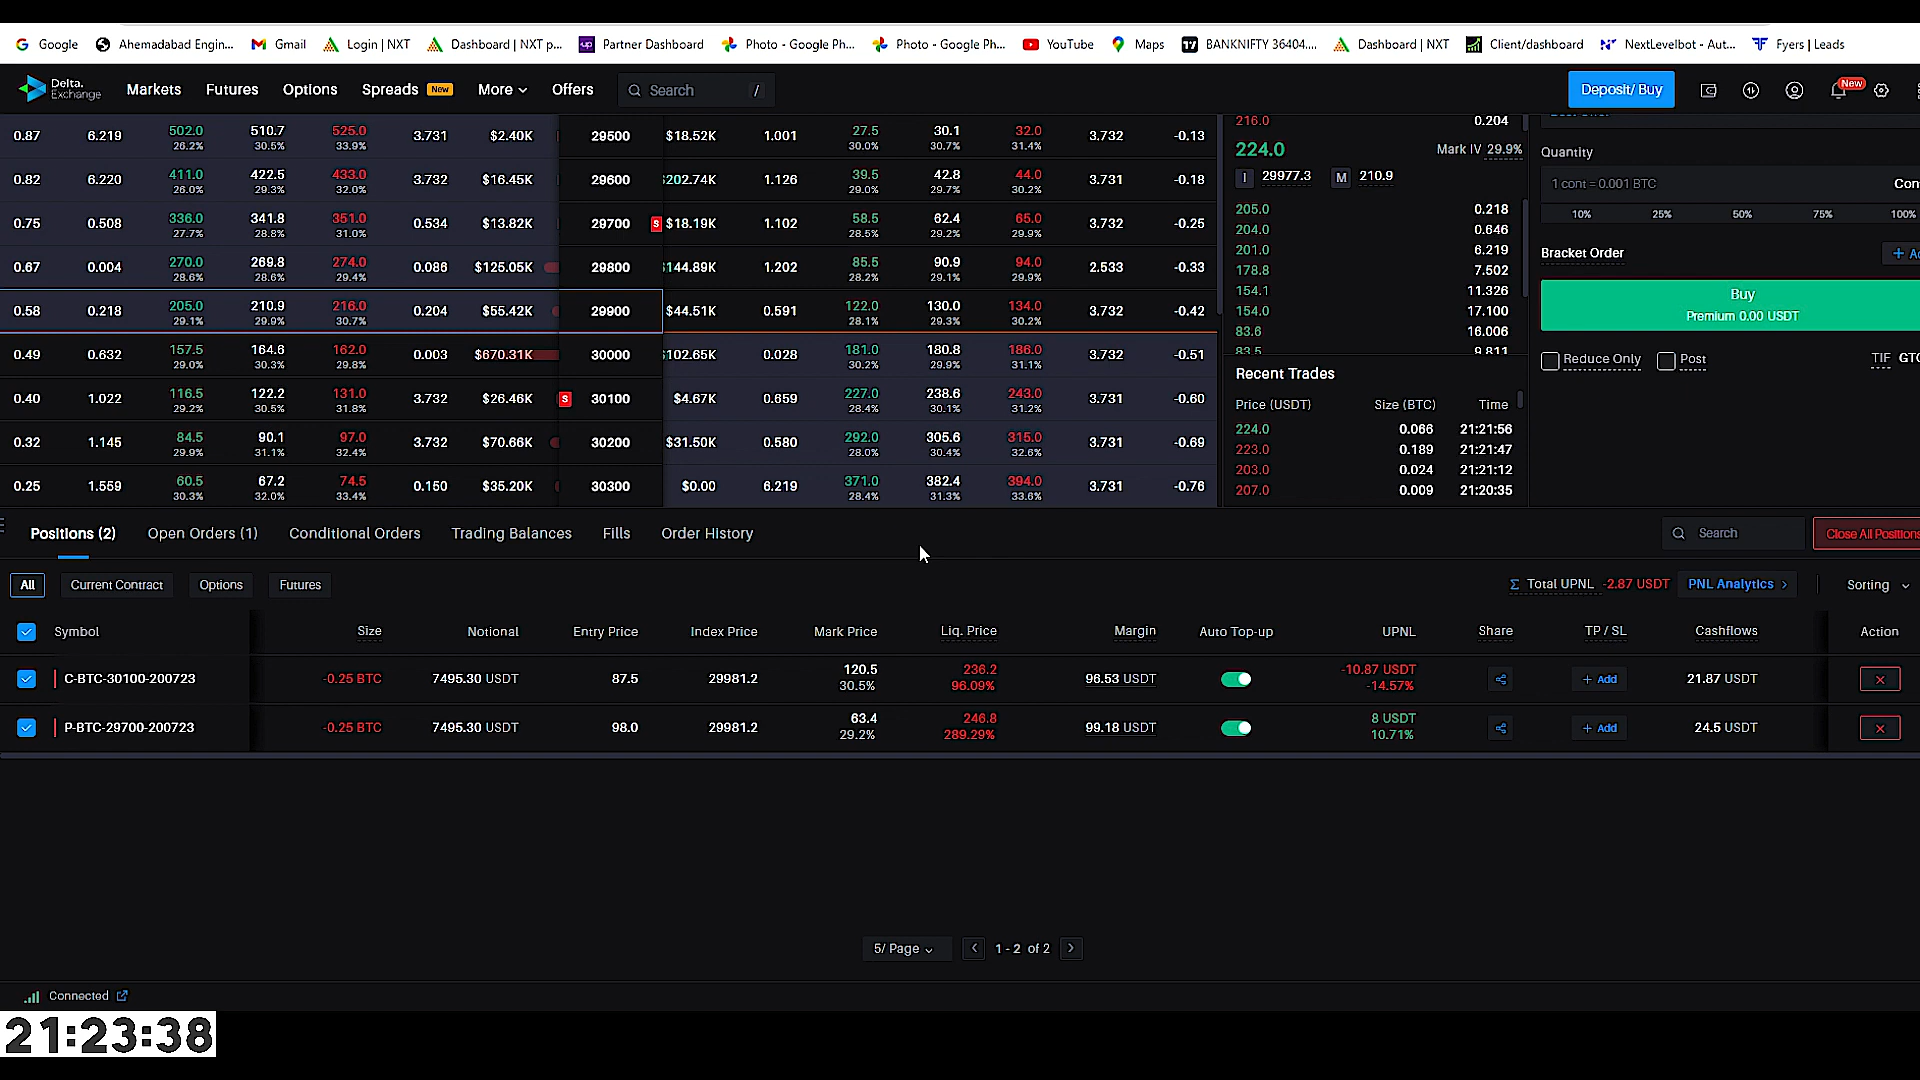 Google Ahemadabad Engin... Gmail Login | NXT Dashboard | NXT p... Partner Dashboard Photo - Google Ph... Photo - Google Ph... YouTube Maps BANKNIFTY 36404.... Dashboard | NXT Client/dashboard NextLevelbot - Aut... Fyers | Leads
Delta. Exchange Markets Futures Options Spreads New More Offers Search / Deposit/ Buy New
0.87 6.219 502.0 510.7 525.0 3.731 $2.40K 29500 $18.52K 1.001 27.5 30.1 32.0 3.732 -0.13
26.2% 30.5% 33.9% 30.0% 30.7% 31.4%
0.82 6.220 411.0 422.5 433.0 3.732 $16.45K 29600 $202.74K 1.126 39.5 42.8 44.0 3.731 -0.18
26.0% 29.3% 32.0% 29.0% 29.7% 30.2%
0.75 0.508 336.0 341.8 351.0 0.534 $13.82K 29700 S $18.19K 1.102 58.5 62.4 65.0 3.732 -0.25
27.7% 28.8% 31.0% 28.5% 29.2% 29.9%
0.67 0.004 270.0 269.8 274.0 0.086 $125.05K 29800 $144.89K 1.202 85.5 90.9 94.0 2.533 -0.33
28.6% 28.6% 29.4% 28.2% 29.1% 29.9%
0.58 0.218 205.0 210.9 216.0 0.204 $55.42K 29900 $44.51K 0.591 122.0 130.0 134.0 3.732 -0.42
29.1% 29.9% 30.7% 28.1% 29.3% 30.2%
0.49 0.632 157.5 164.6 162.0 0.003 $670.31K 30000 $102.65K 0.028 181.0 180.8 186.0 3.732 -0.51
29.0% 30.3% 29.8% 30.2% 29.9% 31.1%
0.40 1.022 116.5 122.2 131.0 3.732 $26.46K S 30100 $4.67K 0.659 227.0 238.6 243.0 3.731 -0.60
29.2% 30.5% 31.8% 28.4% 30.1% 31.2%
0.32 1.145 84.5 90.1 97.0 3.732 $70.66K 30200 $31.50K 0.580 292.0 305.6 315.0 3.731 -0.69
29.9% 31.1% 32.4% 28.0% 30.4% 32.6%
0.25 1.559 60.5 67.2 74.5 0.150 $35.20K 30300 $0.00 6.219 371.0 382.4 394.0 3.731 -0.76
30.3% 32.0% 33.4% 28.4% 31.3% 33.6%
216.0 0.204
224.0 Mark IV 29.9%
I 29977.3 M 210.9
205.0 0.218
204.0 0.646
201.0 6.219
178.8 7.502
154.1 11.326
154.0 17.100
83.6 16.006
83.5 9.811
Recent Trades
Price (USDT) Size (BTC) Time
224.0 0.066 21:21:56
223.0 0.189 21:21:47
203.0 0.024 21:21:12
207.0 0.009 21:20:35
Quantity
1 cont = 0.001 BTC Con
10% 25% 50% 75% 100%
Bracket Order + Ad
Buy
Premium 0.00 USDT
Reduce Only Post TIF GTC
Positions (2) Open Orders (1) Conditional Orders Trading Balances Fills Order History Search Close All Positions
All Current Contract Options Futures Σ Total UPNL -2.87 USDT PNL Analytics > Sorting
Symbol Size Notional Entry Price Index Price Mark Price Liq. Price Margin Auto Top-up UPNL Share TP / SL Cashflows Action
C-BTC-30100-200723 -0.25 BTC 7495.30 USDT 87.5 29981.2 120.5 236.2 96.53 USDT -10.87 USDT + Add 21.87 USDT
30.5% 96.09% -14.57%
P-BTC-29700-200723 -0.25 BTC 7495.30 USDT 98.0 29981.2 63.4 246.8 99.18 USDT 8 USDT + Add 24.5 USDT
29.2% 289.29% 10.71%
5/ Page < 1 - 2 of 2 >
Connected
21:23:38